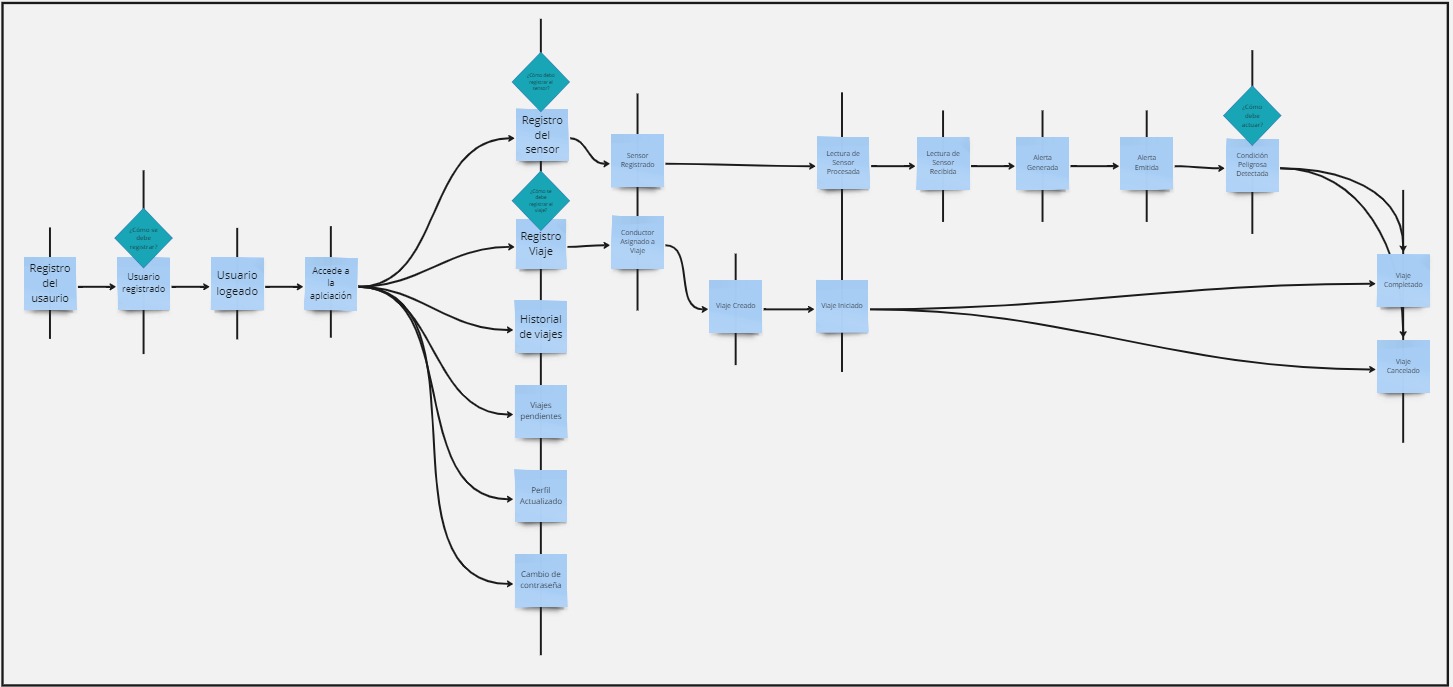 Registro
del
usaurio
¿Cómo se
debe
registrar?
Usuario
registrado
Usuario
logeado
Accede a
la
aplciación
¿Cómo debe
registrar el
sensor?
Registro
del
sensor
¿Cómo se
debe
registrar el
viaje?
Registro
Viaje
Historial
de viajes
Viajes
pendientes
Perfil
Actualizado
Cambio de
contraseña
Sensor
Registrado
Conductor
Asignado a
Viaje
Viaje Creado
Lectura de
Sensor
Procesada
Viaje Iniciado
Lectura de
Sensor
Recibida
Alerta
Generada
Alerta
Emitida
¿Cómo
debe
actuar?
Condición
Peligrosa
Detectada
Viaje
Completado
Viaje
Cancelado